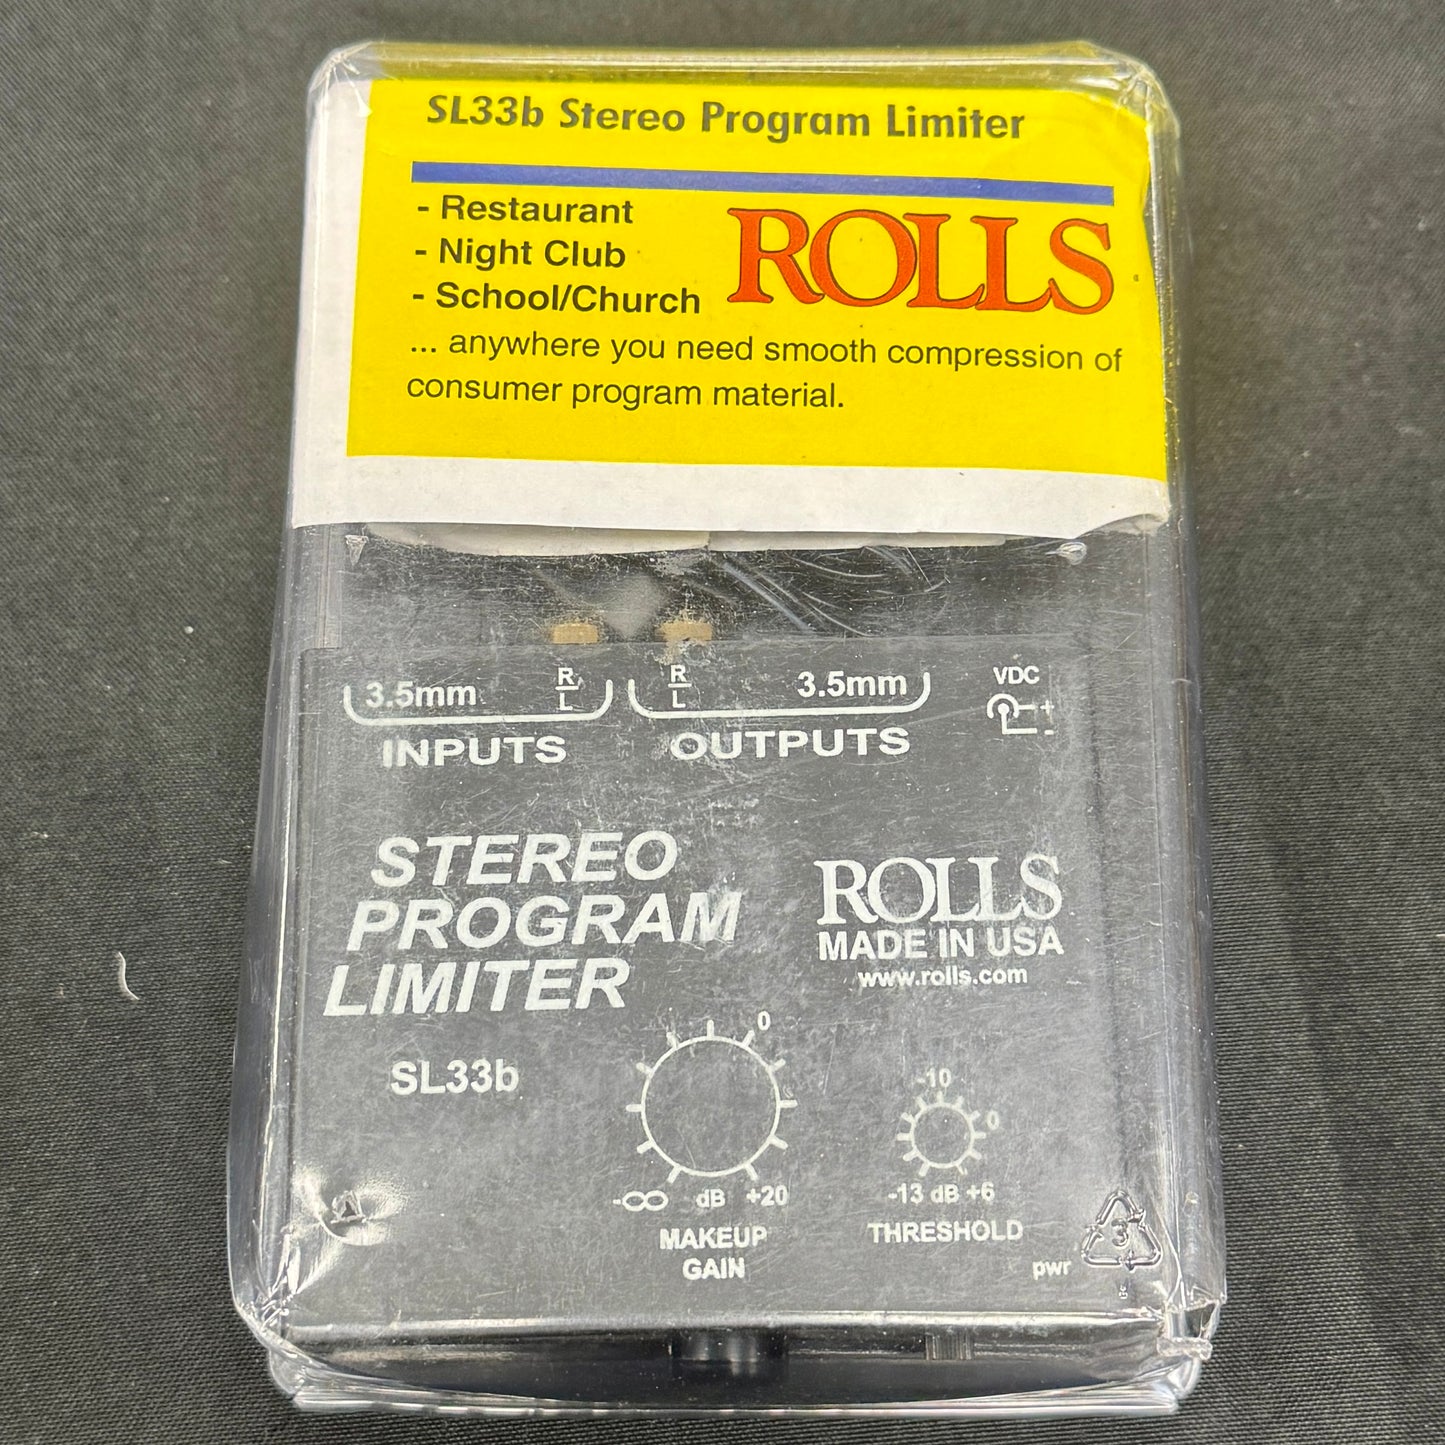 SL33b Stereo Program Limiter
- Restaurant
- Night Club
- School/Church
ROLLS
... anywhere you need smooth compression of
consumer program material.
3.5mm R L
INPUTS
R L 3.5mm
OUTPUTS
VDC
+
-
STEREO
PROGRAM
LIMITER
SL33b
ROLLS
MADE IN USA
www.rolls.com
0
-∞ dB +20
MAKEUP
GAIN
-10
0
-13 dB +6
THRESHOLD
pwr
3